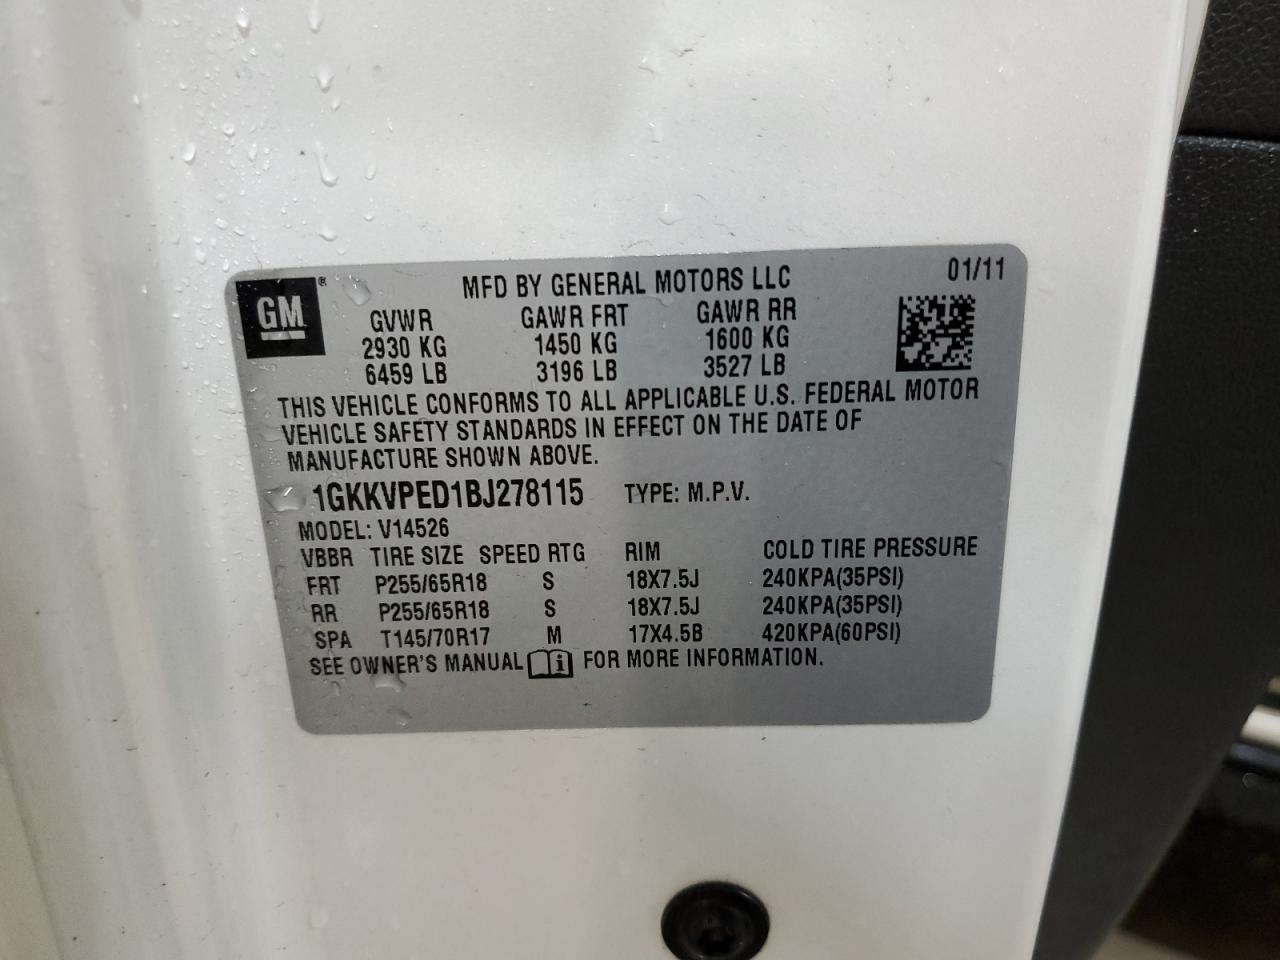 GM ®
MFD BY GENERAL MOTORS LLC 01/11
GVWR GAWR FRT GAWR RR
2930 KG 1450 KG 1600 KG
6459 LB 3196 LB 3527 LB
THIS VEHICLE CONFORMS TO ALL APPLICABLE U.S. FEDERAL MOTOR
VEHICLE SAFETY STANDARDS IN EFFECT ON THE DATE OF
MANUFACTURE SHOWN ABOVE.
1GKKVPED1BJ278115 TYPE: M.P.V.
MODEL: V14526
VBBR TIRE SIZE SPEED RTG RIM COLD TIRE PRESSURE
FRT P255/65R18 S 18X7.5J 240KPA(35PSI)
RR P255/65R18 S 18X7.5J 240KPA(35PSI)
SPA T145/70R17 M 17X4.5B 420KPA(60PSI)
SEE OWNER'S MANUAL i FOR MORE INFORMATION.